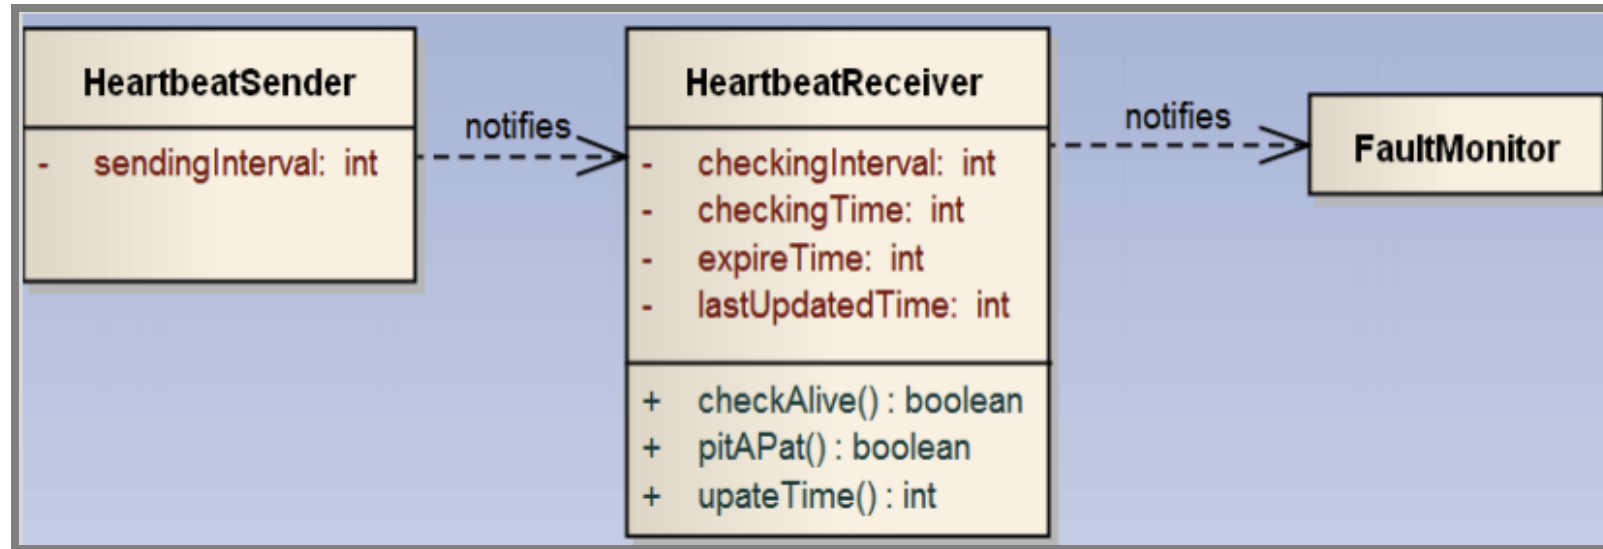 HeartbeatSender
- sendingInterval: int
notifies
HeartbeatReceiver
- checkingInterval: int
- checkingTime: int
- expireTime: int
- lastUpdatedTime: int
+ checkAlive() : boolean
+ pitAPat() : boolean
+ upateTime() : int
notifies
FaultMonitor